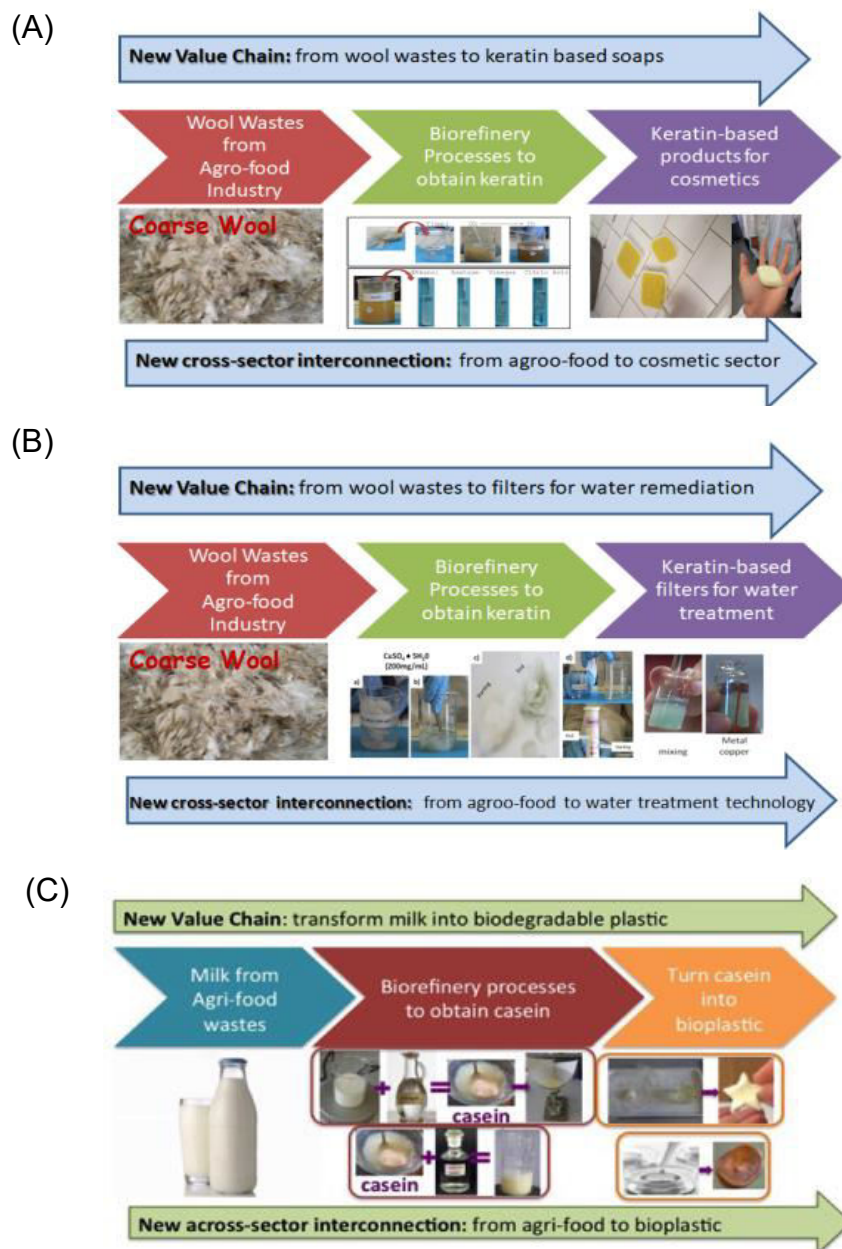 (A)
New Value Chain: from wool wastes to keratin based soaps
Wool Wastes
from
Agro-food
Industry
Biorefinery
Processes to
obtain keratin
Keratin-based
products for
cosmetics
Coarse Wool
Ethanol Acetone Vinegar Citric Acid
New cross-sector interconnection: from agroo-food to cosmetic sector
(B)
New Value Chain: from wool wastes to filters for water remediation
Wool Wastes
from
Agro-food
Industry
Biorefinery
Processes to
obtain keratin
Keratin-based
filters for water
treatment
Coarse Wool
CuSO₄ • 5H₂0
(200mg/mL)
a)
b)
c)
d)
mixing
Metal
copper
New cross-sector interconnection: from agroo-food to water treatment technology
(C)
New Value Chain: transform milk into biodegradable plastic
Milk from
Agri-food
wastes
Biorefinery processes
to obtain casein
Turn casein
into
bioplastic
+ =
casein
casein
+ =
New across-sector interconnection: from agri-food to bioplastic